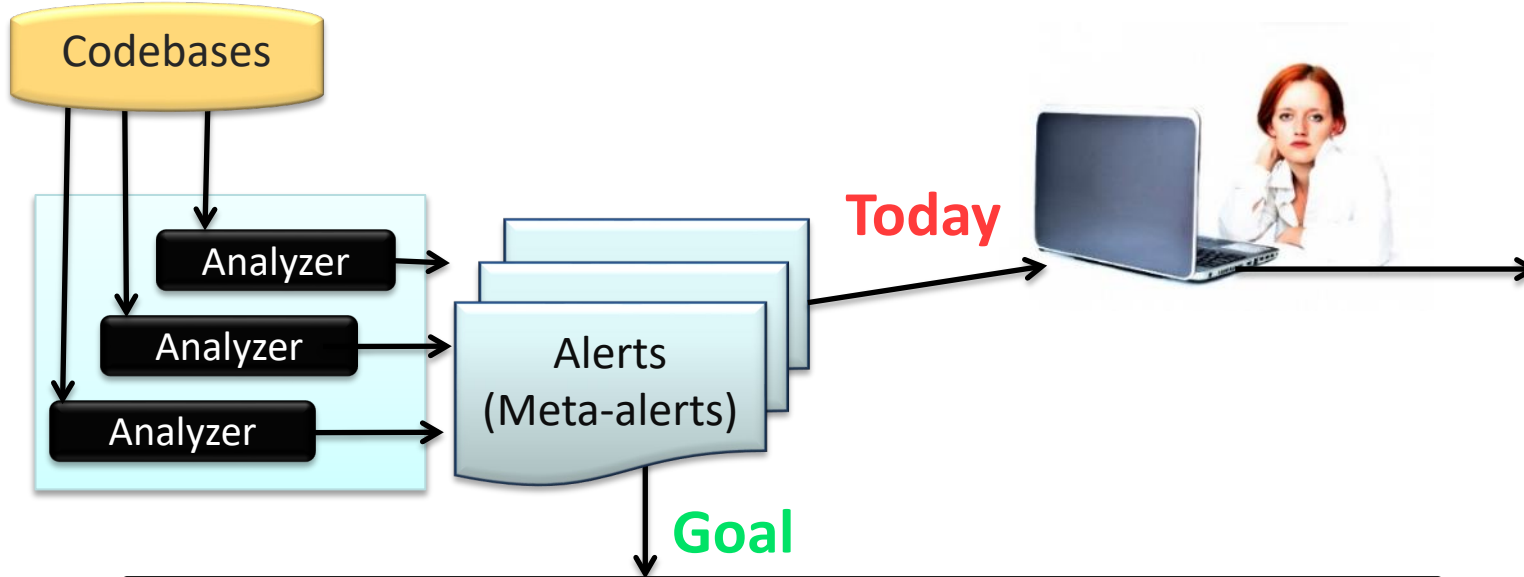 Codebases
Today
Analyzer
Analyzer
Alerts
(Meta-alerts)
Analyzer
Goal